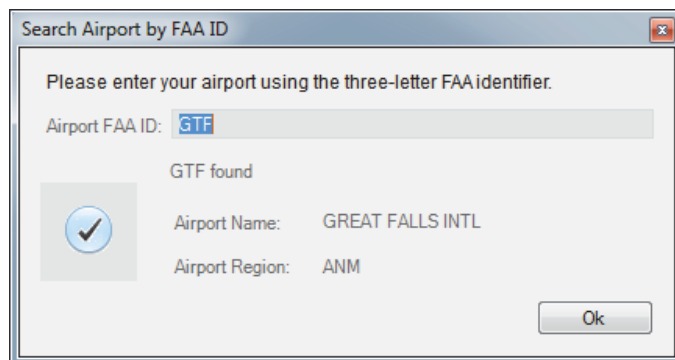 Search Airport by FAA ID
Please enter your airport using the three-letter FAA identifier.
Airport FAA ID: GTF
GTF found
Airport Name: GREAT FALLS INTL
Airport Region: ANM
Ok